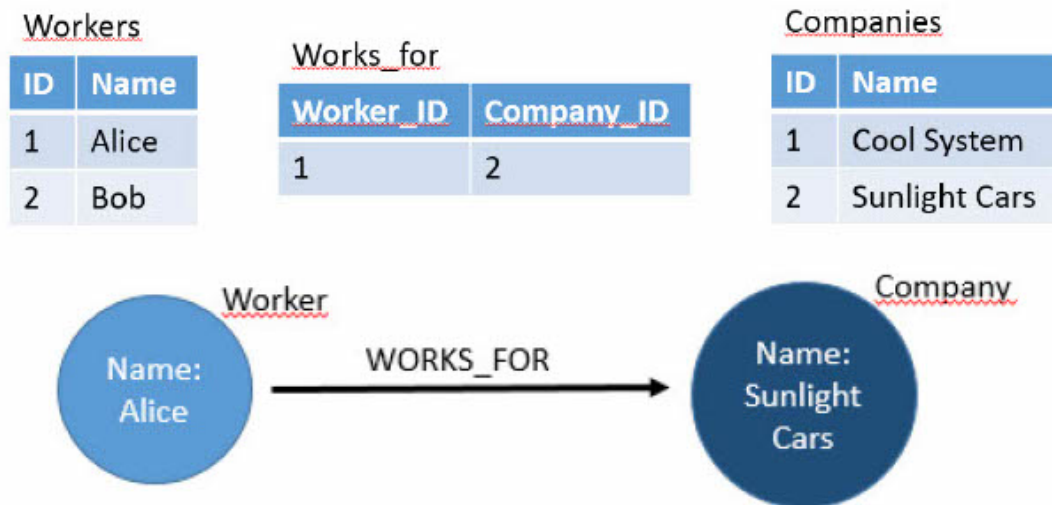 Workers
ID Name
1 Alice
2 Bob
Works_for
Worker_ID Company_ID
1 2
Companies
ID Name
1 Cool System
2 Sunlight Cars
Worker
Name:
Alice
WORKS_FOR
Company
Name:
Sunlight
Cars